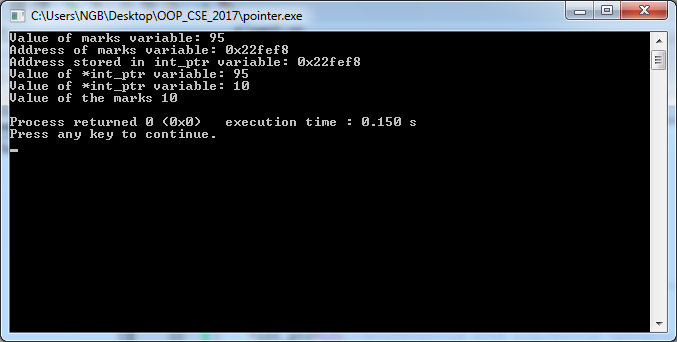 C:\Users\NGB\Desktop\OOP_CSE_2017\pointer.exe
Value of marks variable: 95
Address of marks variable: 0x22fef8
Address stored in int_ptr variable: 0x22fef8
Value of *int_ptr variable: 95
Value of *int_ptr variable: 10
Value of the marks 10
Process returned 0 (0x0)   execution time : 0.150 s
Press any key to continue.